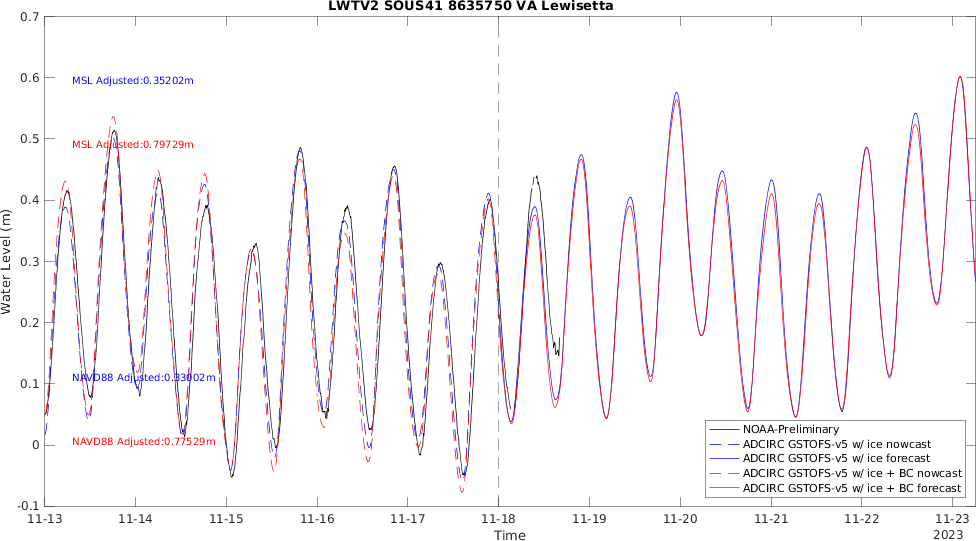 LWTV2 SOUS41 8635750 VA Lewisetta
0.7
0.6
0.5
0.4
0.3
0.2
0.1
0
-0.1
Water Level (m)
MSL Adjusted:0.35202m
MSL Adjusted:0.79729m
NAVD88 Adjusted:0.33002m
NAVD88 Adjusted:0.77529m
NOAA-Preliminary
ADCIRC GSTOFS-v5 w/ ice nowcast
ADCIRC GSTOFS-v5 w/ ice forecast
ADCIRC GSTOFS-v5 w/ ice + BC nowcast
ADCIRC GSTOFS-v5 w/ ice + BC forecast
11-13 11-14 11-15 11-16 11-17 11-18 11-19 11-20 11-21 11-22 11-23
Time
2023